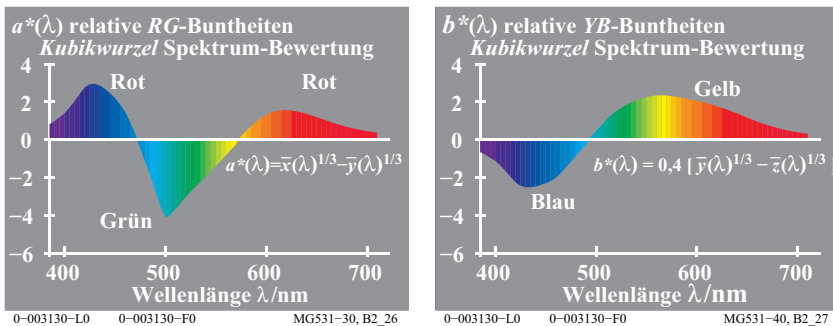 a*(λ) relative RG-Buntheiten
Kubikwurzel Spektrum-Bewertung
4
2
0
−2
−4
−6
Rot
Rot
Grün
a*(λ)=x̅(λ)1/3−y̅(λ)1/3
400 500 600 700
Wellenlänge λ/nm
0−003130−L0 0−003130−F0 MG531−30, B2_26
b*(λ) relative YB-Buntheiten
Kubikwurzel Spektrum-Bewertung
4
2
0
−2
−4
−6
Gelb
Blau
b*(λ) = 0,4 [ y̅(λ)1/3 − z̅(λ)1/3 ]
400 500 600 700
Wellenlänge λ/nm
0−003130−L0 0−003130−F0 MG531−40, B2_27